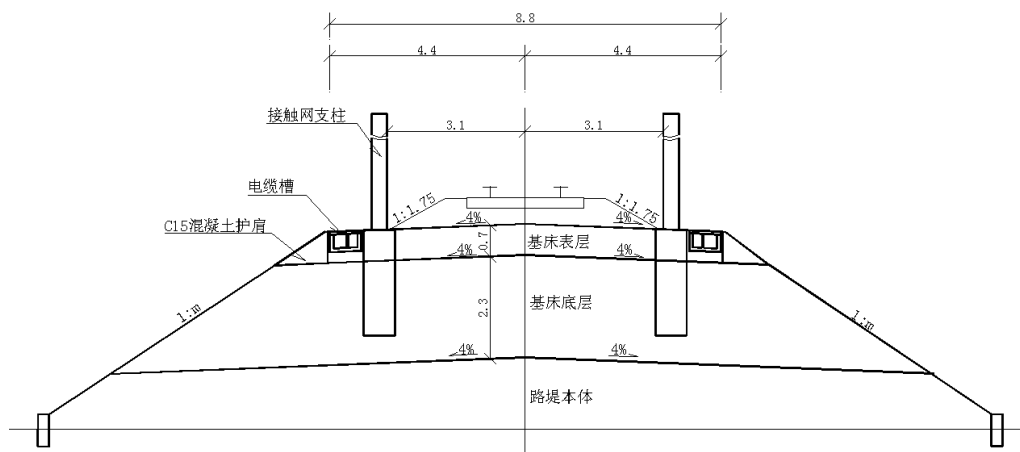 8.8
4.4
4.4
接触网支柱
3.1
3.1
电缆槽
1:1.75
1:1.75
C15混凝土护肩
4%
4%
0.7
基床表层
4%
4%
1:m
2.3
基床底层
1:m
4%
4%
路堤本体